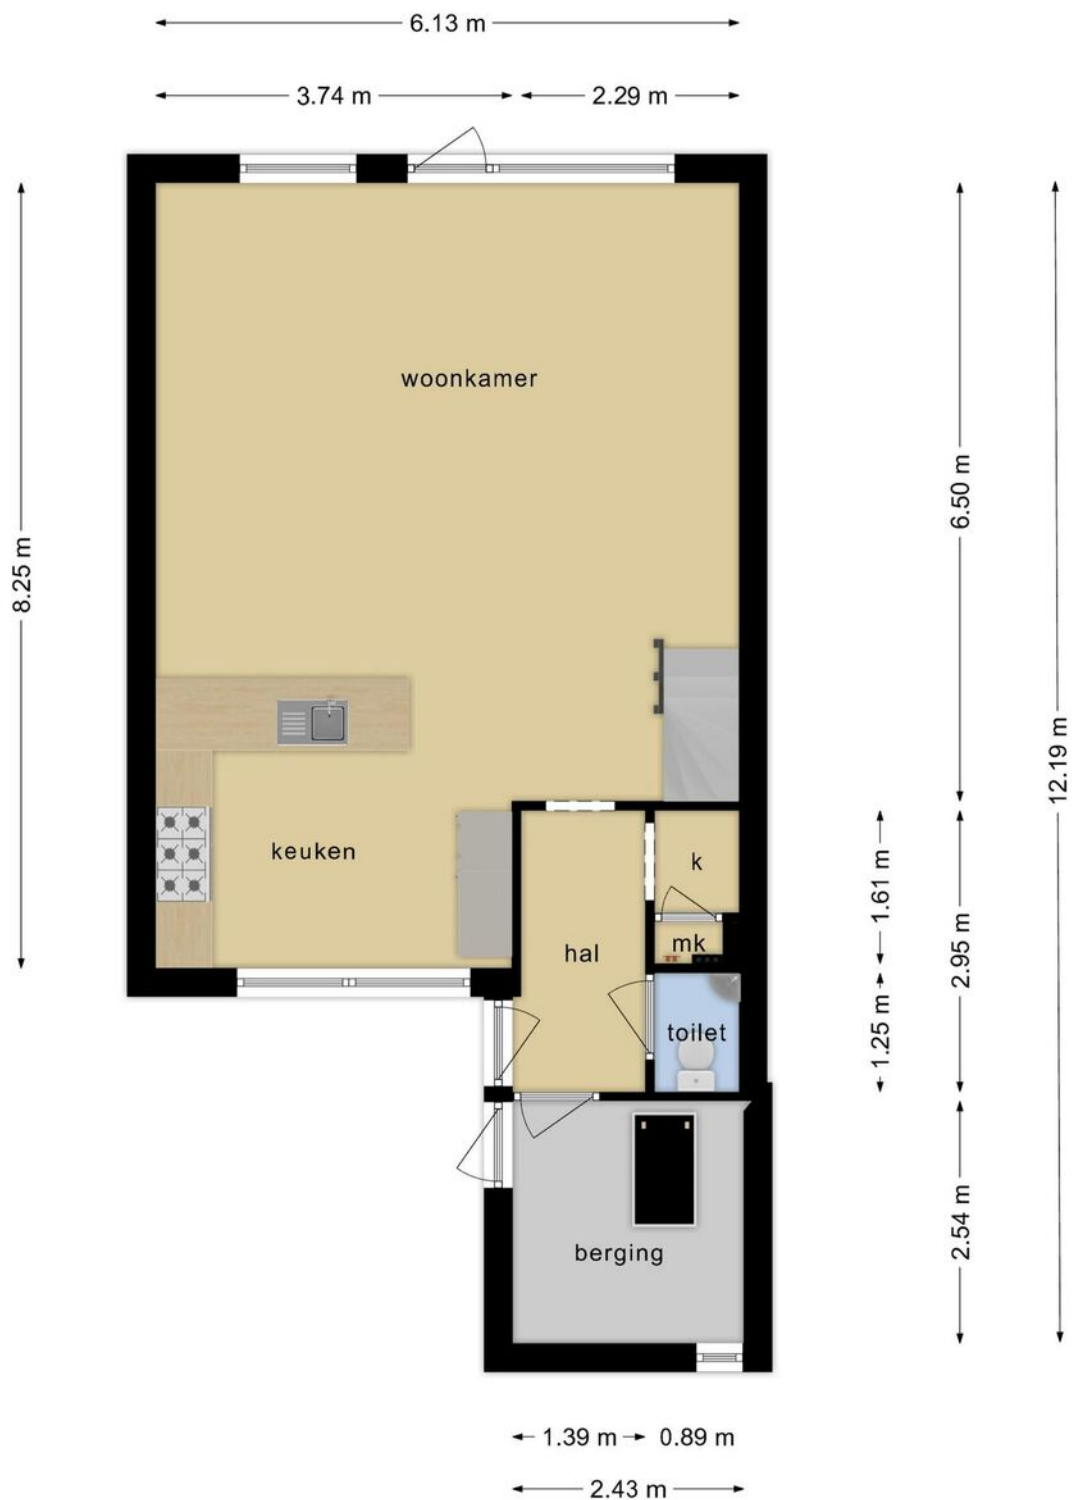 6.13 m
3.74 m
2.29 m
woonkamer
6.50 m
8.25 m
12.19 m
keuken
k
1.61 m
mk
hal
2.95 m
toilet
1.25 m
2.54 m
berging
1.39 m
0.89 m
2.43 m